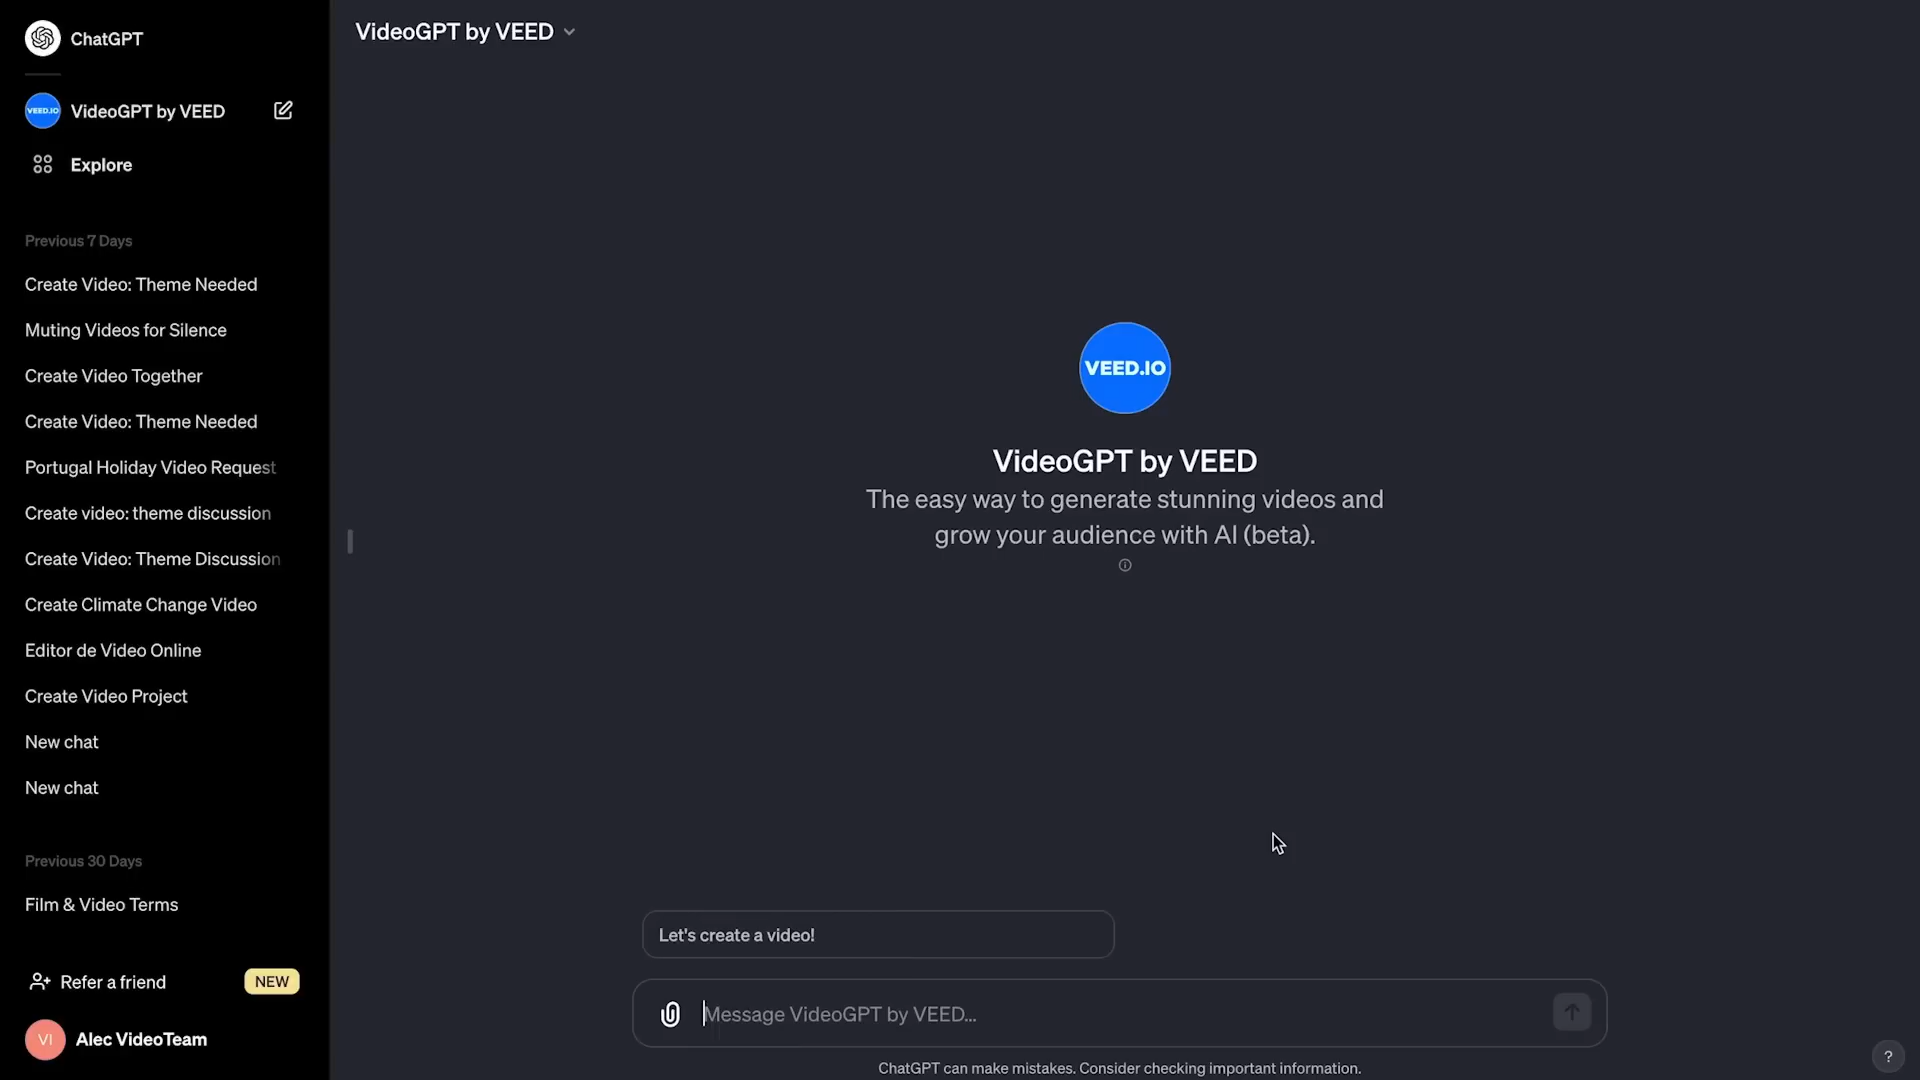 ChatGPT
VEED.IO
VideoGPT by VEED
Explore
Previous 7 Days
Create Video: Theme Needed
Muting Videos for Silence
Create Video Together
Create Video: Theme Needed
Portugal Holiday Video Request
Create video: theme discussion
Create Video: Theme Discussion
Create Climate Change Video
Editor de Video Online
Create Video Project
New chat
New chat
Previous 30 Days
Film & Video Terms
Refer a friend
NEW
VI
Alec VideoTeam
VideoGPT by VEED
VEED.IO
VideoGPT by VEED
The easy way to generate stunning videos and
grow your audience with AI (beta).
Let's create a video!
Message VideoGPT by VEED...
ChatGPT can make mistakes. Consider checking important information.
?